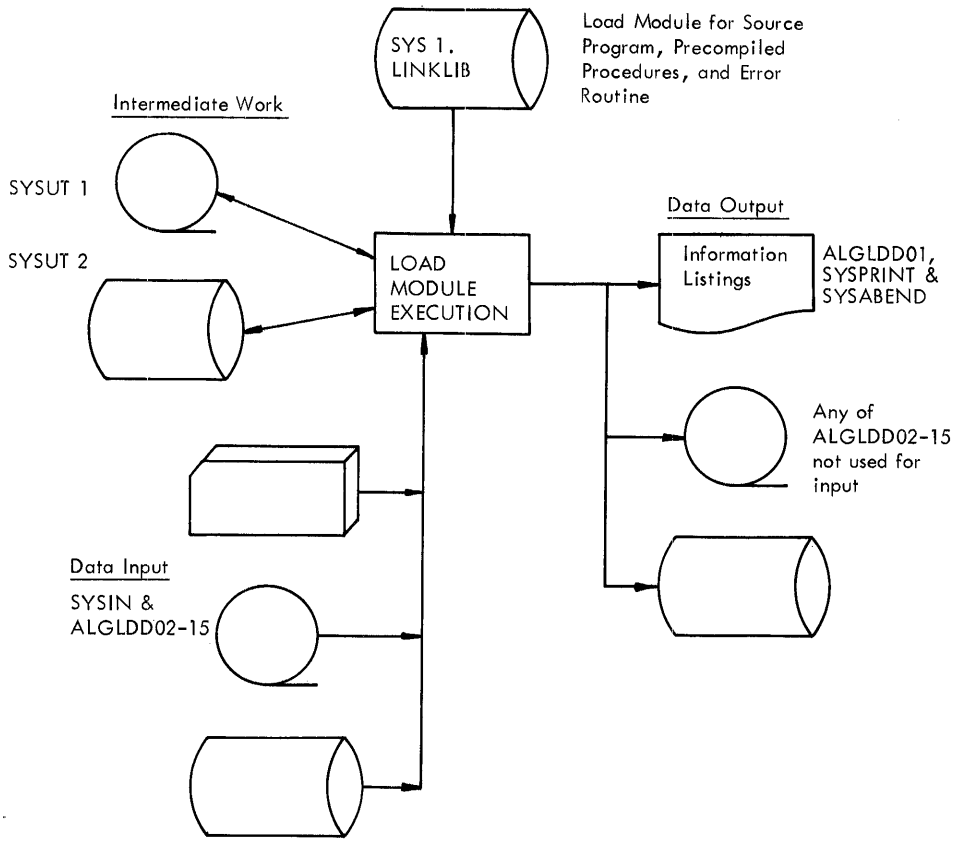 SYS 1.
LINKLIB
Load Module for Source
Program, Precompiled
Procedures, and Error
Routine
Intermediate Work
SYSUT 1
SYSUT 2
LOAD
MODULE
EXECUTION
Data Output
Information
Listings
ALGLDD01,
SYSPRINT &
SYSABEND
Any of
ALGLDD02-15
not used for
input
Data Input
SYSIN &
ALGLDD02-15